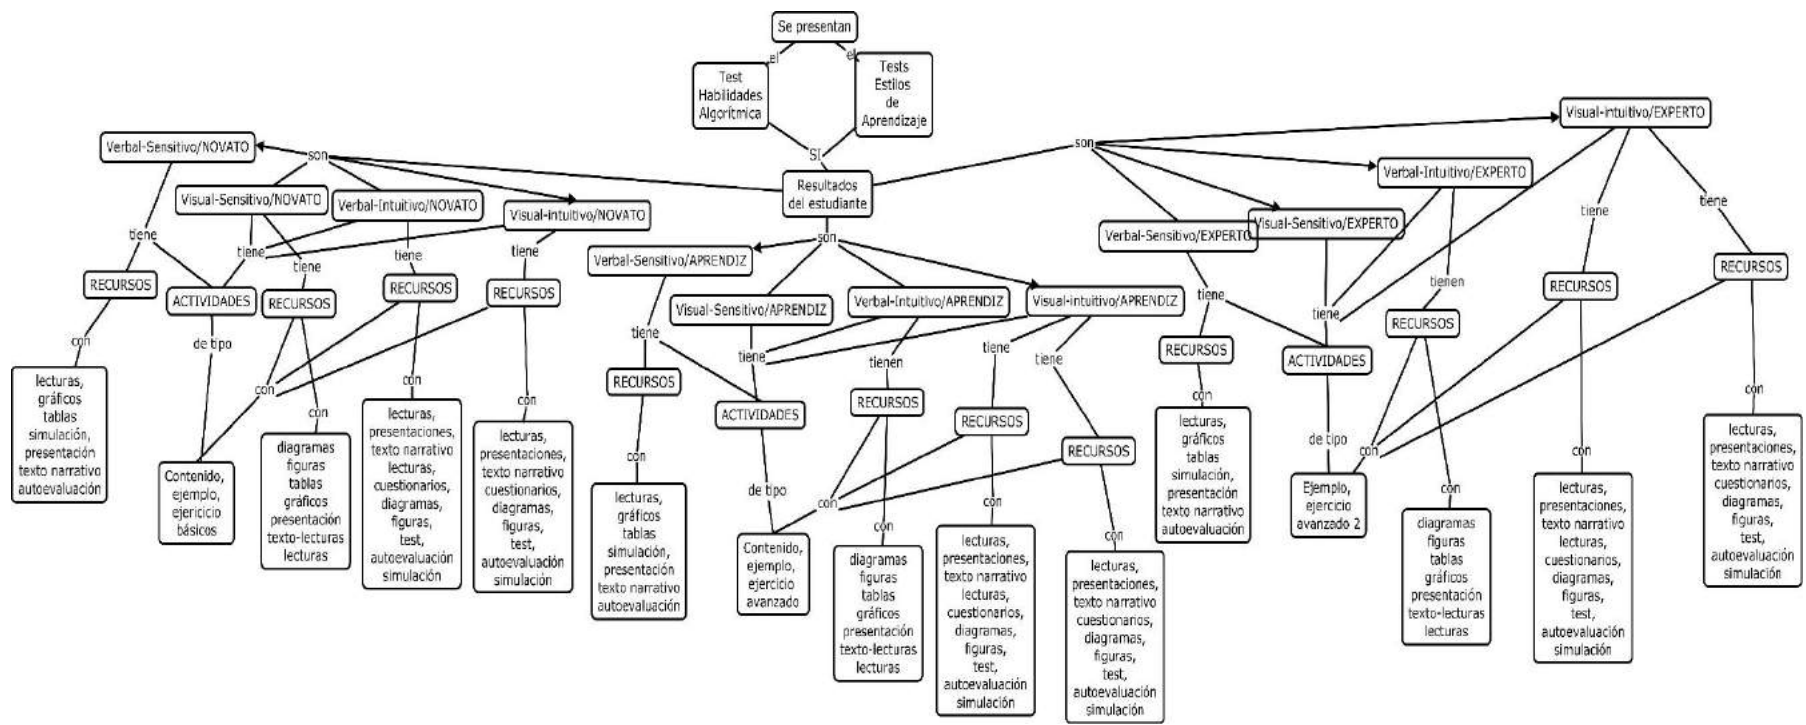 Se presentan
el
el
Test
Habilidades
Algorítmica
Tests
Estilos
de
Aprendizaje
SI
Resultados
del estudiante
son
Verbal-Sensitivo/NOVATO
Visual-Sensitivo/NOVATO
Verbal-Intuitivo/NOVATO
Visual-intuitivo/NOVATO
tiene
tiene
tiene
tiene
tiene
RECURSOS
ACTIVIDADES
RECURSOS
RECURSOS
RECURSOS
con
de tipo
con
con
con
con
lecturas,
gráficos
tablas
simulación,
presentación
texto narrativo
autoevaluación
Contenido,
ejemplo,
ejericicio
básicos
diagramas
figuras
tablas
gráficos
presentación
texto-lecturas
lecturas
lecturas,
presentaciones,
texto narrativo
lecturas,
cuestionarios,
diagramas,
figuras,
test,
autoevaluación
simulación
lecturas,
presentaciones,
texto narrativo
cuestionarios,
diagramas,
figuras,
test,
autoevaluación
simulación
son
Verbal-Sensitivo/APRENDIZ
Visual-Sensitivo/APRENDIZ
Verbal-Intuitivo/APRENDIZ
Visual-intuitivo/APRENDIZ
tiene
tiene
tienen
tiene
tiene
RECURSOS
ACTIVIDADES
RECURSOS
RECURSOS
RECURSOS
con
de tipo
con
con
con
con
lecturas,
gráficos
tablas
simulación,
presentación
texto narrativo
autoevaluación
Contenido,
ejemplo,
ejercicio
avanzado
diagramas
figuras
tablas
gráficos
presentación
texto-lecturas
lecturas
lecturas,
presentaciones,
texto narrativo
lecturas,
cuestionarios,
diagramas,
figuras,
test,
autoevaluación
simulación
lecturas,
presentaciones,
texto narrativo
cuestionarios,
diagramas,
figuras,
test,
autoevaluación
simulación
son
Visual-intuitivo/EXPERTO
Verbal-Intuitivo/EXPERTO
Visual-Sensitivo/EXPERTO
Verbal-Sensitivo/EXPERTO
tiene
tiene
tienen
tiene
tiene
RECURSOS
ACTIVIDADES
RECURSOS
RECURSOS
RECURSOS
con
de tipo
con
con
con
con
lecturas,
gráficos
tablas
simulación,
presentación
texto narrativo
autoevaluación
Ejemplo,
ejercicio
avanzado 2
diagramas
figuras
tablas
gráficos
presentación
texto-lecturas
lecturas
lecturas,
presentaciones,
texto narrativo
lecturas,
cuestionarios,
diagramas,
figuras,
test,
autoevaluación
simulación
lecturas,
presentaciones,
texto narrativo
cuestionarios,
diagramas,
figuras,
test,
autoevaluación
simulación